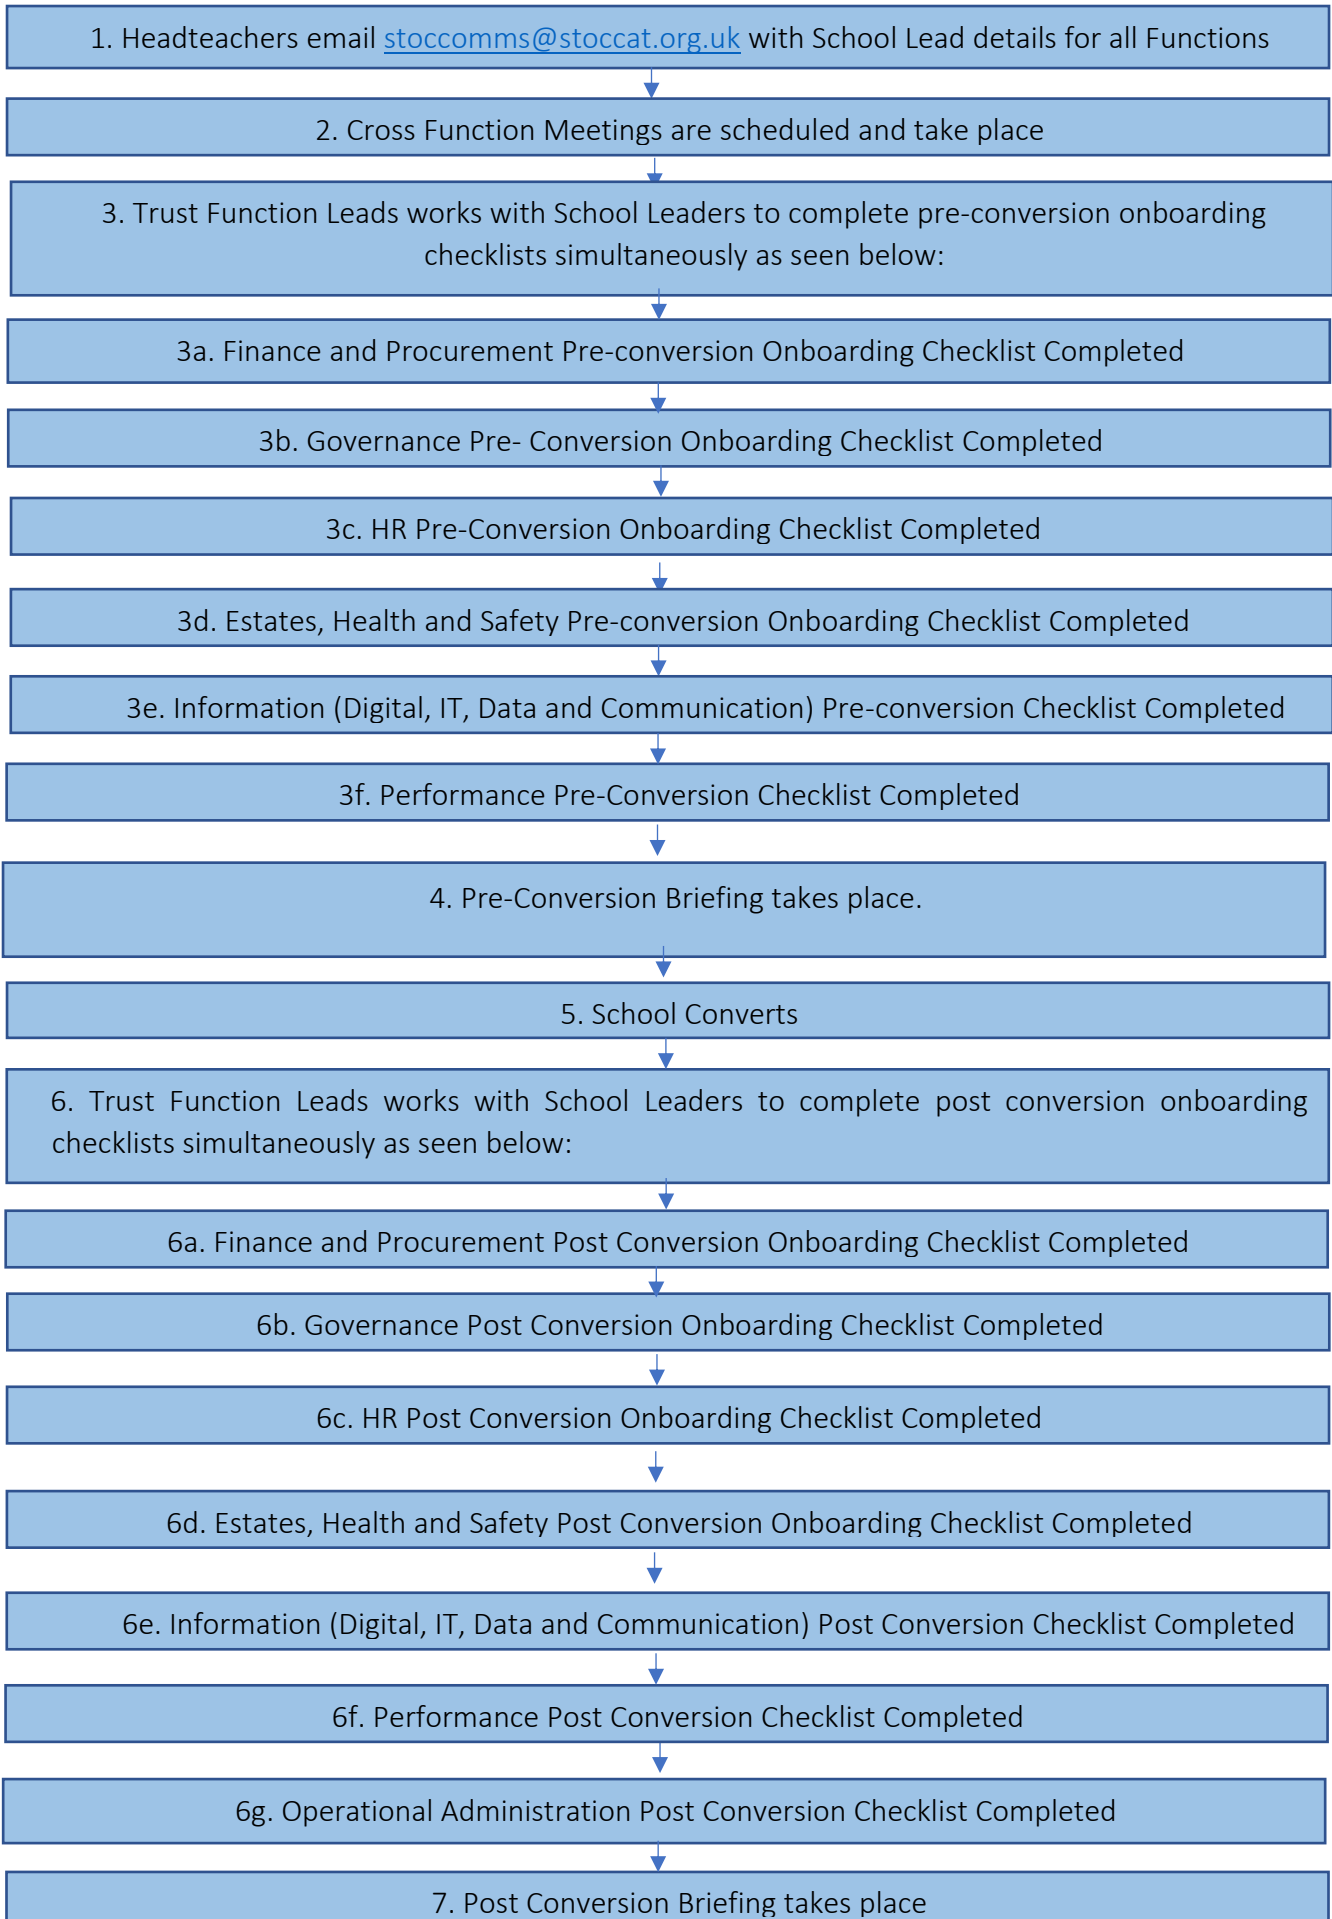 1. Headteachers email stoccomms@stoccat.org.uk with School Lead details for all Functions
2. Cross Function Meetings are scheduled and take place
3. Trust Function Leads works with School Leaders to complete pre-conversion onboarding
checklists simultaneously as seen below:
3a. Finance and Procurement Pre-conversion Onboarding Checklist Completed
3b. Governance Pre- Conversion Onboarding Checklist Completed
3c. HR Pre-Conversion Onboarding Checklist Completed
3d. Estates, Health and Safety Pre-conversion Onboarding Checklist Completed
3e. Information (Digital, IT, Data and Communication) Pre-conversion Checklist Completed
3f. Performance Pre-Conversion Checklist Completed
4. Pre-Conversion Briefing takes place.
5. School Converts
6. Trust Function Leads works with School Leaders to complete post conversion onboarding
checklists simultaneously as seen below:
6a. Finance and Procurement Post Conversion Onboarding Checklist Completed
6b. Governance Post Conversion Onboarding Checklist Completed
6c. HR Post Conversion Onboarding Checklist Completed
6d. Estates, Health and Safety Post Conversion Onboarding Checklist Completed
6e. Information (Digital, IT, Data and Communication) Post Conversion Checklist Completed
6f. Performance Post Conversion Checklist Completed
6g. Operational Administration Post Conversion Checklist Completed
7. Post Conversion Briefing takes place